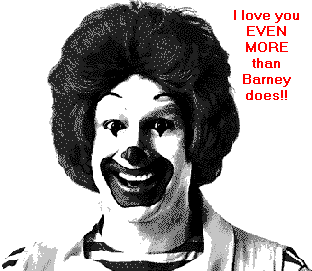 I love you
EVEN
MORE
than
Barney
does!!